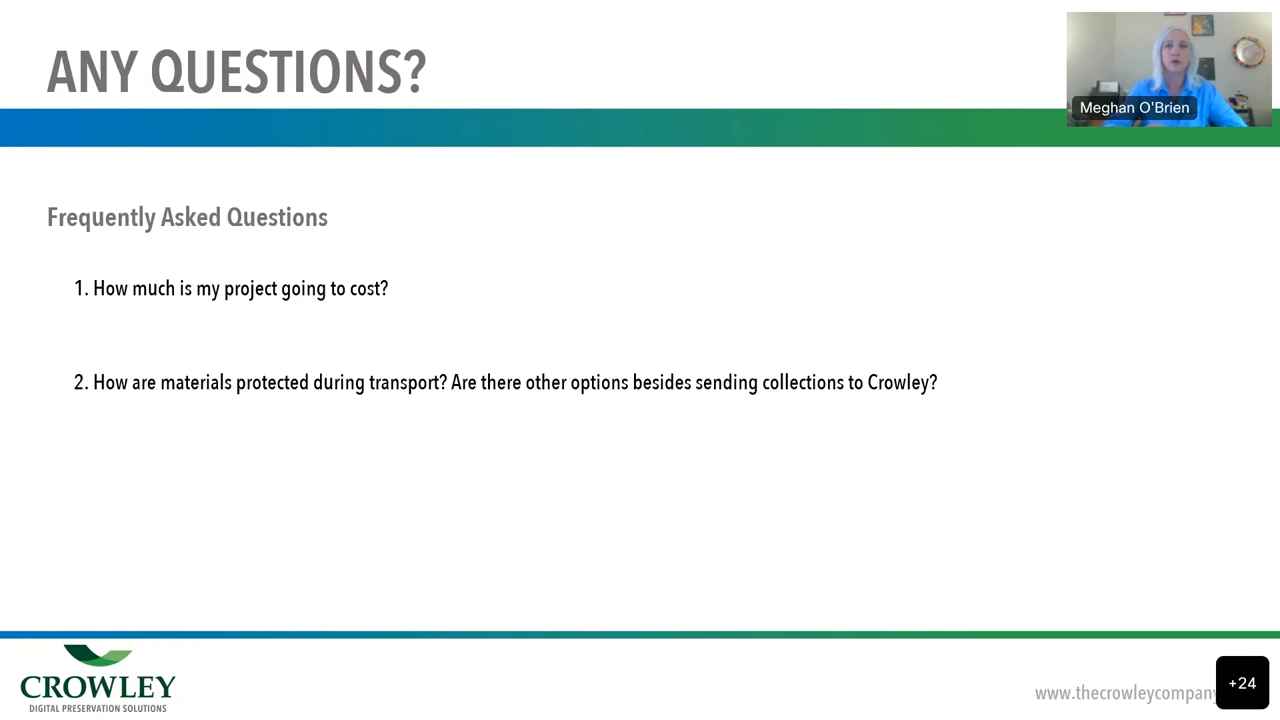 ANY QUESTIONS?
Meghan O'Brien
Frequently Asked Questions
1. How much is my project going to cost?
2. How are materials protected during transport? Are there other options besides sending collections to Crowley?
CROWLEY
DIGITAL PRESERVATION SOLUTIONS
www.thecrowleycompany
+24